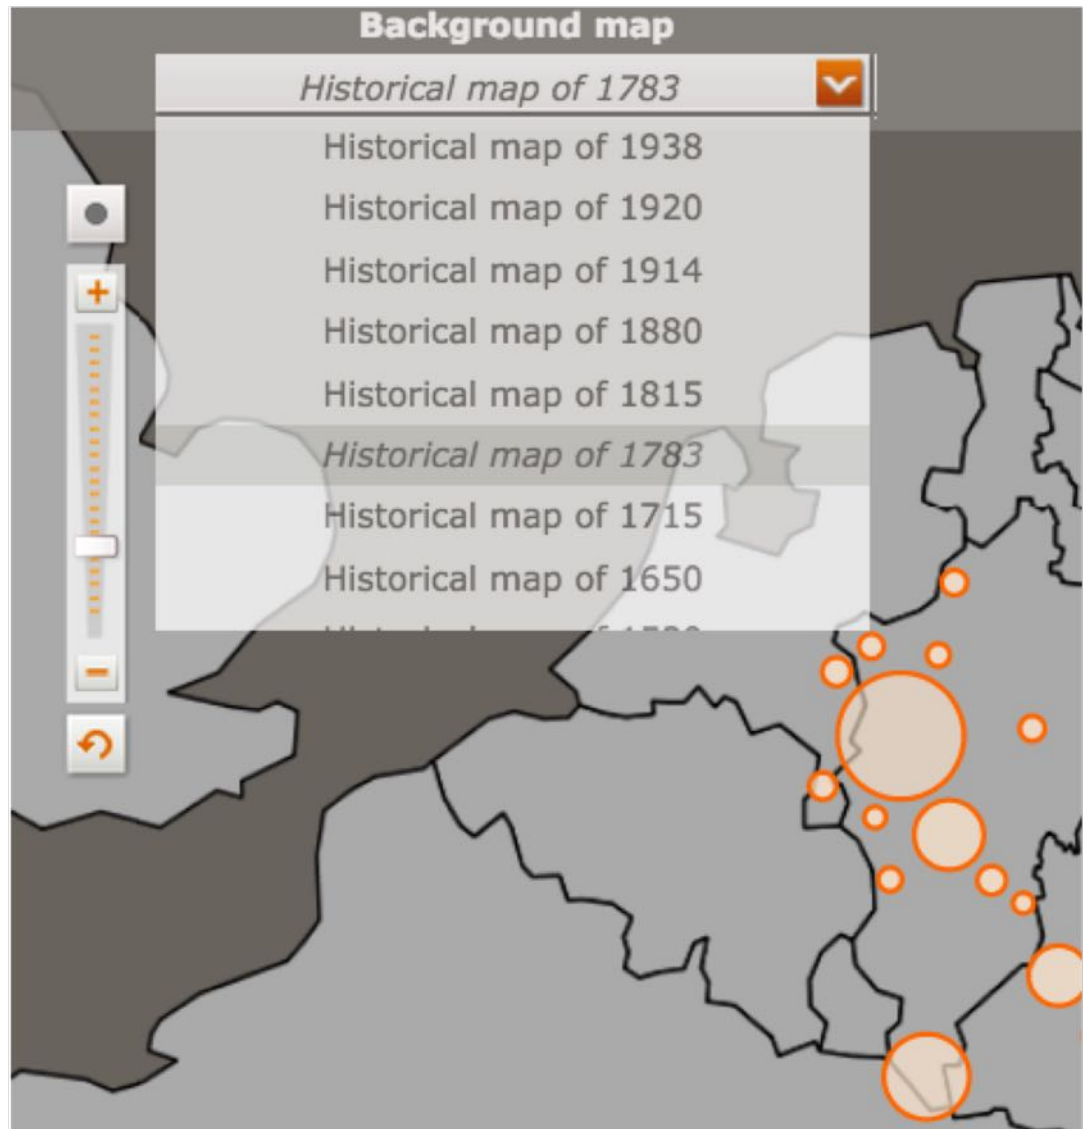 Background map
Historical map of 1783
Historical map of 1938
Historical map of 1920
Historical map of 1914
Historical map of 1880
Historical map of 1815
Historical map of 1783
Historical map of 1715
Historical map of 1650